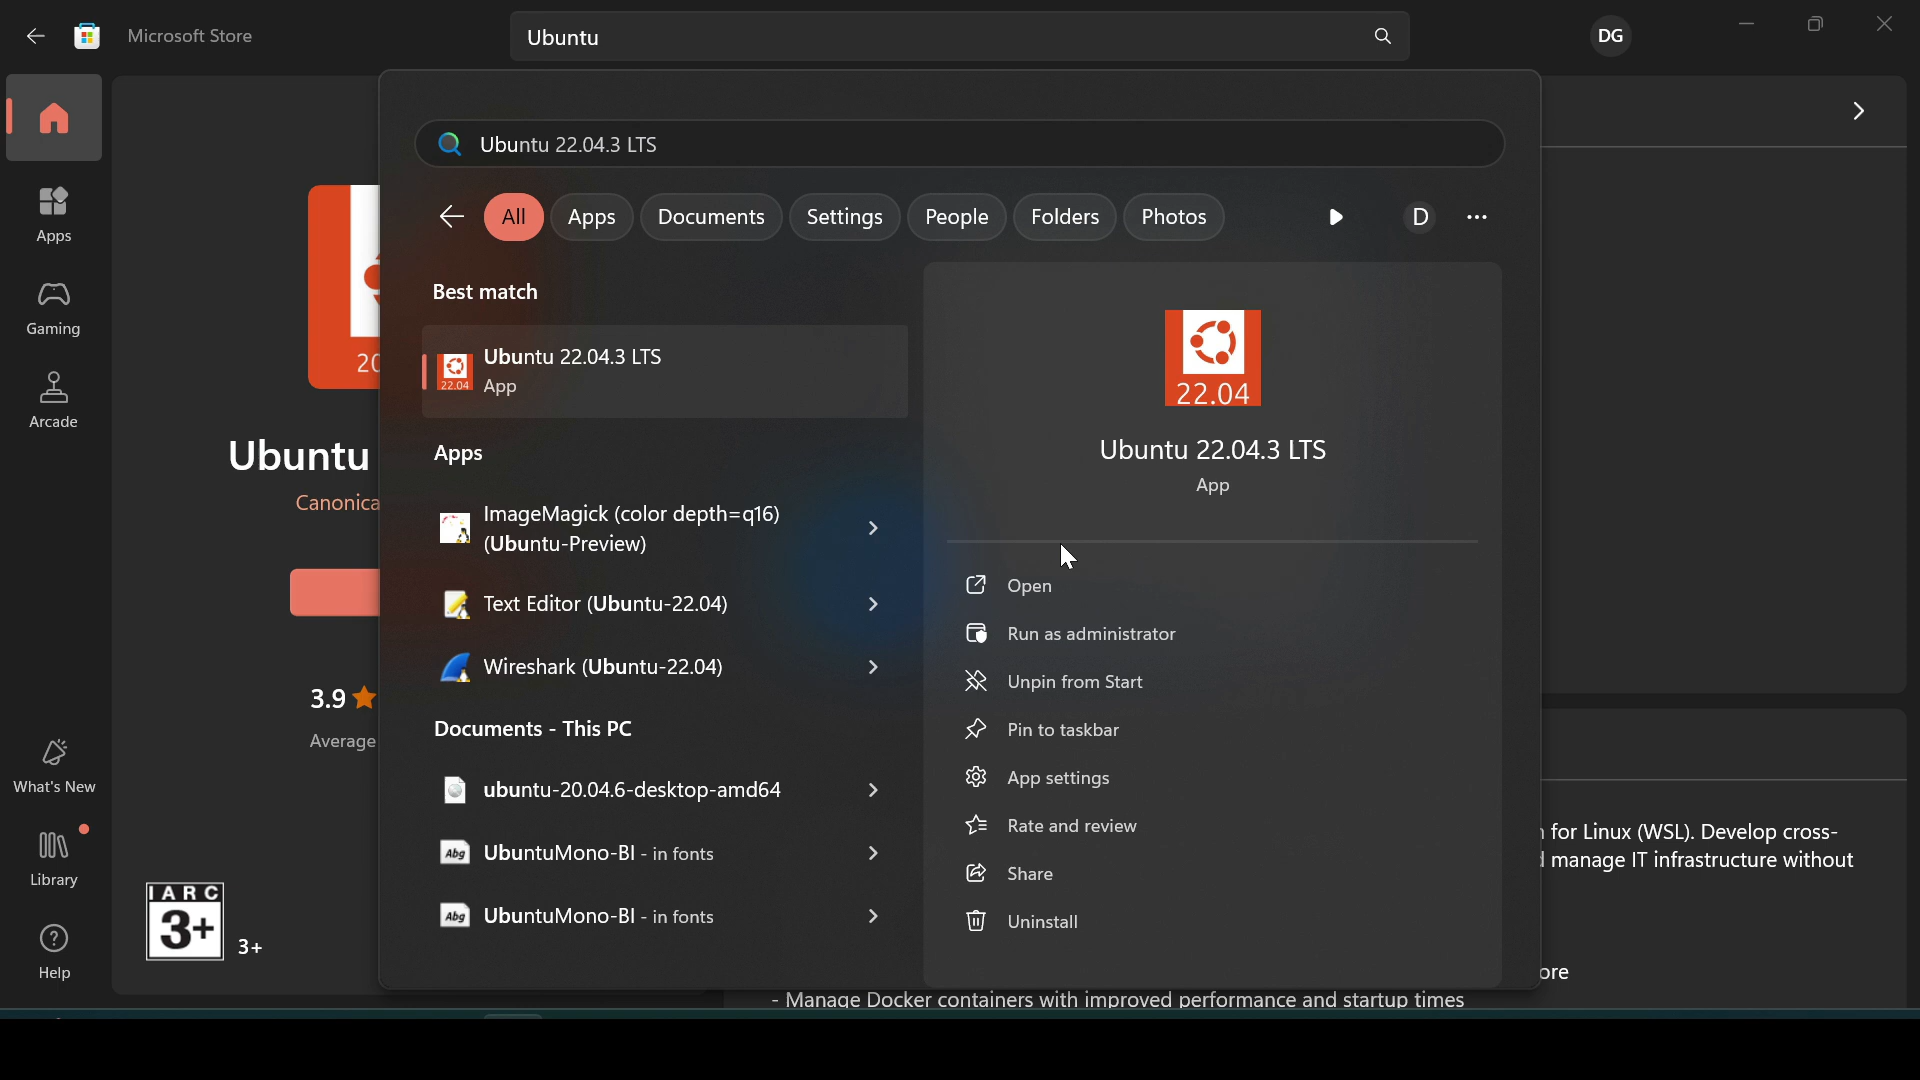 Microsoft Store
Ubuntu
DG
Apps
Gaming
Arcade
What's New
Library
Help
20
Ubuntu
Canonica
3.9
Average
IARC
3+
3+
Ubuntu 22.04.3 LTS
All
Apps
Documents
Settings
People
Folders
Photos
D
Best match
22.04
Ubuntu 22.04.3 LTS
App
Apps
ImageMagick (color depth=q16)
(Ubuntu-Preview)
Text Editor (Ubuntu-22.04)
Wireshark (Ubuntu-22.04)
Documents - This PC
ubuntu-20.04.6-desktop-amd64
Abg
UbuntuMono-BI - in fonts
Abg
UbuntuMono-BI - in fonts
22.04
Ubuntu 22.04.3 LTS
App
Open
Run as administrator
Unpin from Start
Pin to taskbar
App settings
Rate and review
Share
Uninstall
for Linux (WSL). Develop cross-
manage IT infrastructure without
ore
- Manage Docker containers with improved performance and startup times